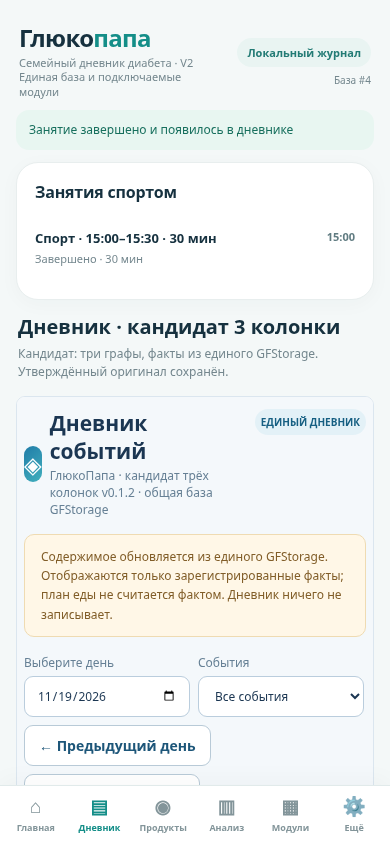 Глюкопапа
Семейный дневник диабета · V2
Единая база и подключаемые
модули
Локальный журнал
База #4
Занятие завершено и появилось в дневнике
Занятия спортом
Спорт · 15:00–15:30 · 30 мин
15:00
Завершено · 30 мин
Дневник · кандидат 3 колонки
Кандидат: три графы, факты из единого GFStorage.
Утверждённый оригинал сохранён.
Дневник
событий
ЕДИНЫЙ ДНЕВНИК
ГлюкоПапа · кандидат трёх
колонок v0.1.2 · общая база
GFStorage
Содержимое обновляется из единого GFStorage.
Отображаются только зарегистрированные факты;
план еды не считается фактом. Дневник ничего не
записывает.
Выберите день
События
11/19/2026
Все события
← Предыдущий день
Главная
Дневник
Продукты
Анализ
Модули
Ещё